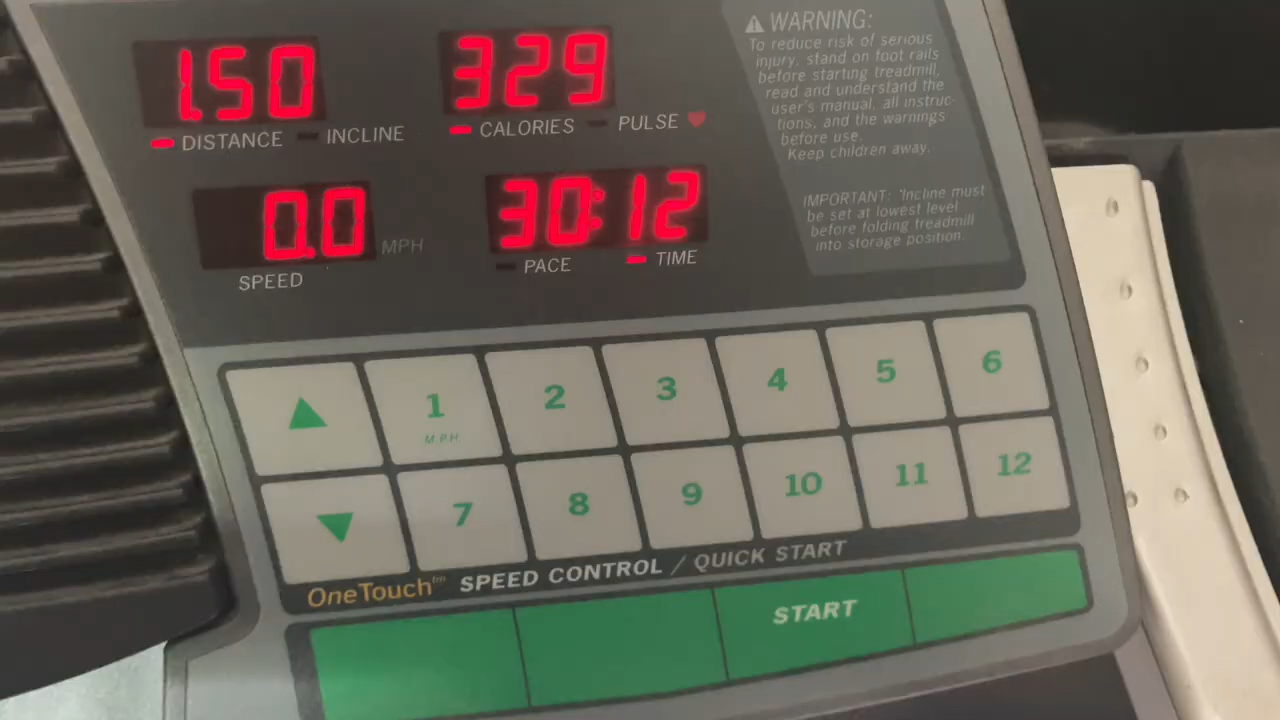 1.50
329
DISTANCE INCLINE
CALORIES PULSE
0.0 MPH
30:12
SPEED
PACE TIME
WARNING:
To reduce risk of serious
injury, stand on foot rails
before starting treadmill,
read and understand the
user's manual, all instruc-
tions, and the warnings
before use.
Keep children away.
IMPORTANT: *Incline must
be set at lowest level
before folding treadmill
into storage position.
1 2 3 4 5 6
M.P.H.
7 8 9 10 11 12
OneTouch™ SPEED CONTROL / QUICK START
START